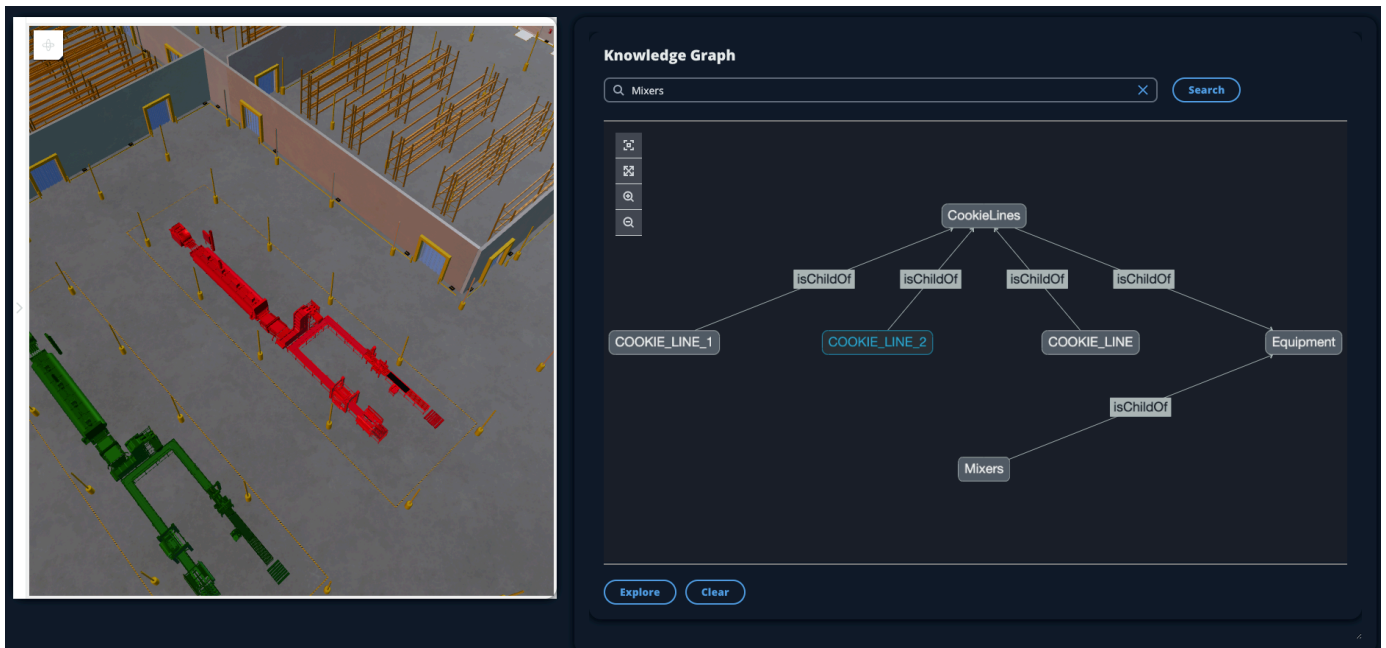 Knowledge Graph
Mixers
Search
CookieLines
isChildOf isChildOf isChildOf isChildOf
COOKIE_LINE_1 COOKIE_LINE_2 COOKIE_LINE Equipment
isChildOf
Mixers
Explore Clear